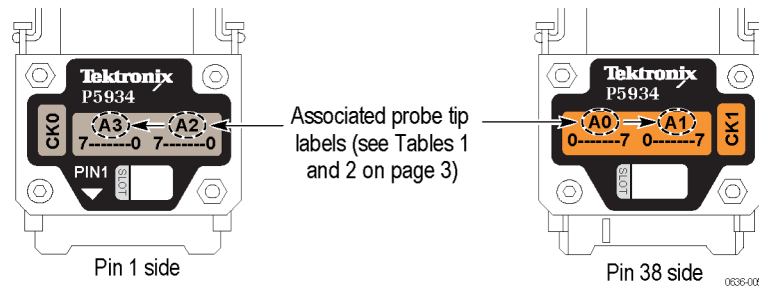 Tektronix
P5934
CK0
A3 A2
7-------0 7-------0
PIN1
SLOT
Pin 1 side
Associated probe tip
labels (see Tables 1
and 2 on page 3)
Tektronix
P5934
A0 A1
0-------7 0-------7
CK1
SLOT
Pin 38 side